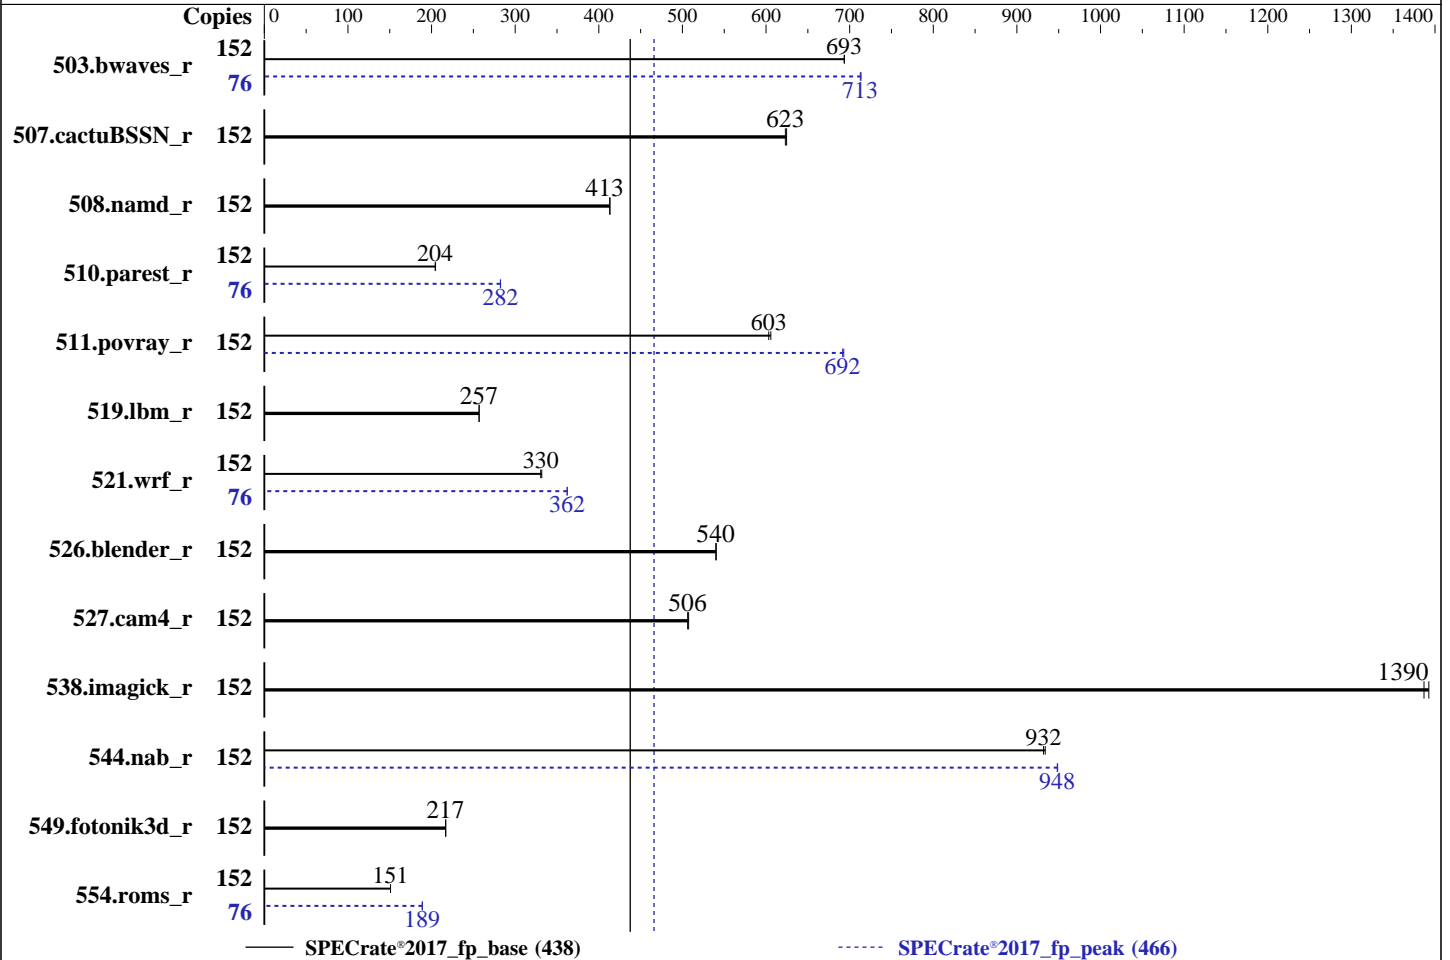 Copies 0 100 200 300 400 500 600 700 800 900 1000 1100 1200 1300 1400
503.bwaves_r 152 693
76 713
507.cactuBSSN_r 152 623
508.namd_r 152 413
510.parest_r 152 204
76 282
511.povray_r 152 603
692
519.lbm_r 152 257
521.wrf_r 152 330
76 362
526.blender_r 152 540
527.cam4_r 152 506
538.imagick_r 152 1390
544.nab_r 152 932
948
549.fotonik3d_r 152 217
554.roms_r 152 151
76 189
SPECrate®2017_fp_base (438) SPECrate®2017_fp_peak (466)